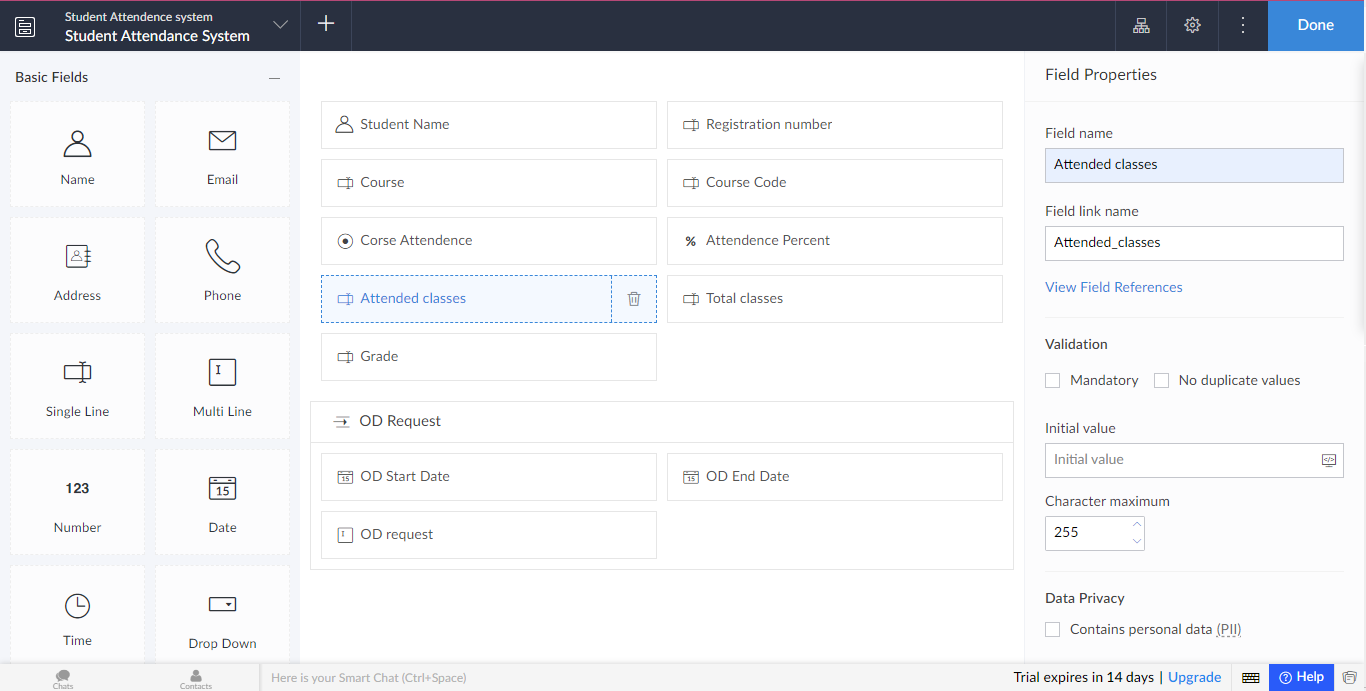 Student Attendence system
Student Attendance System
Done
Basic Fields
Name
Email
Address
Phone
Single Line
Multi Line
123
Number
15
Date
Time
Drop Down
Student Name
Registration number
Course
Course Code
Corse Attendence
% Attendence Percent
Attended classes
Total classes
Grade
OD Request
15 OD Start Date
15 OD End Date
OD request
Field Properties
Field name
Attended classes
Field link name
Attended_classes
View Field References
Validation
Mandatory
No duplicate values
Initial value
Initial value
Character maximum
255
Data Privacy
Contains personal data (PII)
Chats
Contacts
Here is your Smart Chat (Ctrl+Space)
Trial expires in 14 days | Upgrade
Help